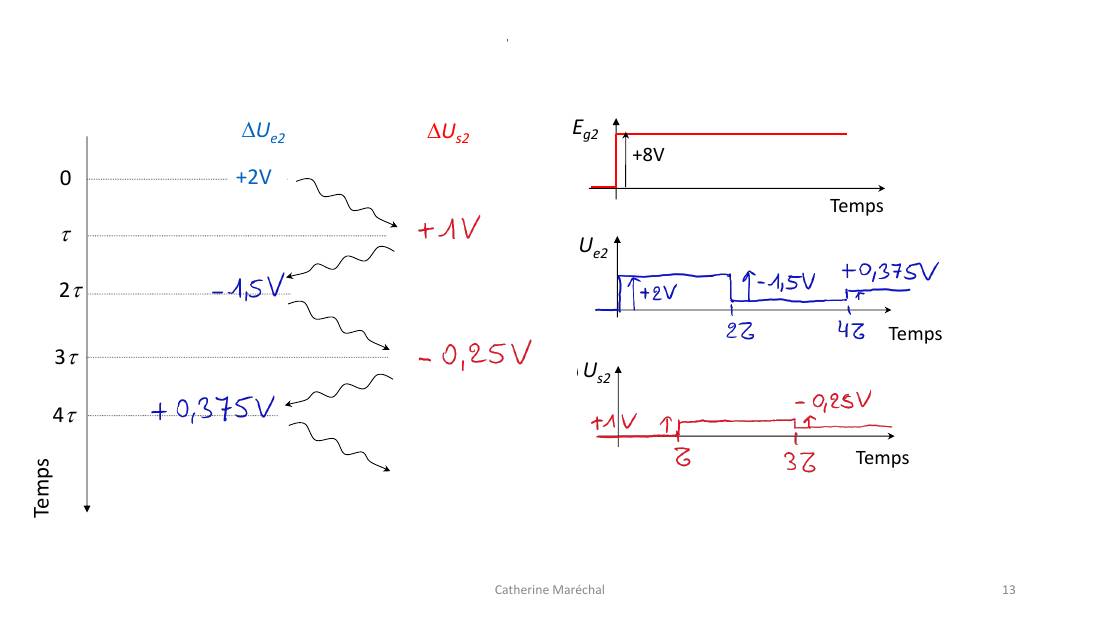 ΔUe2
ΔUs2
0
+2V
τ
+1V
2τ
-1,5V
3τ
- 0,25V
4τ
+ 0,375V
Temps
Eg2
+8V
Temps
Ue2
+2V
-1,5V
+0,375V
2τ
4τ
Temps
Us2
+1V
- 0,25V
τ
3τ
Temps
Catherine Maréchal
13